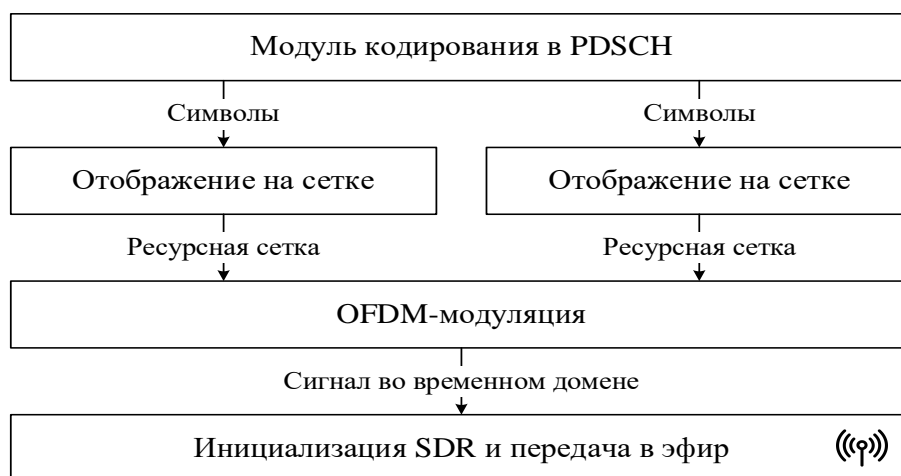 Модуль кодирования в PDSCH
Символы
Символы
Отображение на сетке
Отображение на сетке
Ресурсная сетка
Ресурсная сетка
OFDM-модуляция
Сигнал во временном домене
Инициализация SDR и передача в эфир